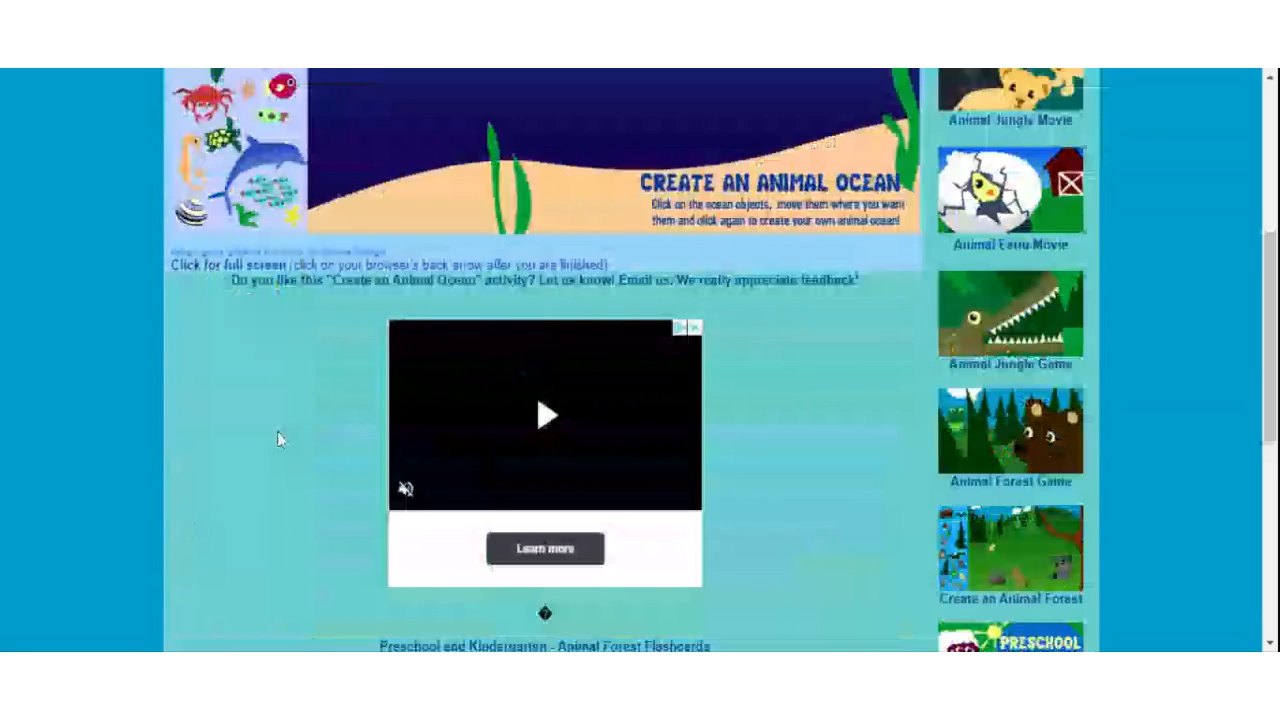 Animal Jungle Movie
CREATE AN ANIMAL OCEAN
Click on the ocean objects, move them where you want
them and click again to create your own animal ocean!
Animal Farm Movie
Click for full screen (click on your browser's back arrow after you are finished)
Do you like this "Create an Animal Ocean" activity? Let us know! Email us. We really appreciate feedback!
Animal Jungle Game
Animal Forest Game
Learn more
Create an Animal Forest
PRESCHOOL
Preschool and Kindergarten - Animal Forest Flashcards